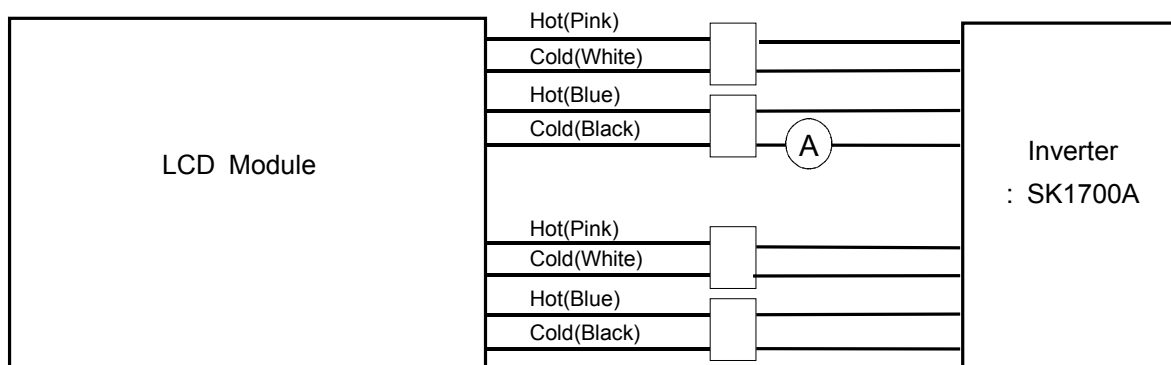 Hot(Pink)
Cold(White)
Hot(Blue)
Cold(Black)
A
LCD Module
Inverter
: SK1700A
Hot(Pink)
Cold(White)
Hot(Blue)
Cold(Black)